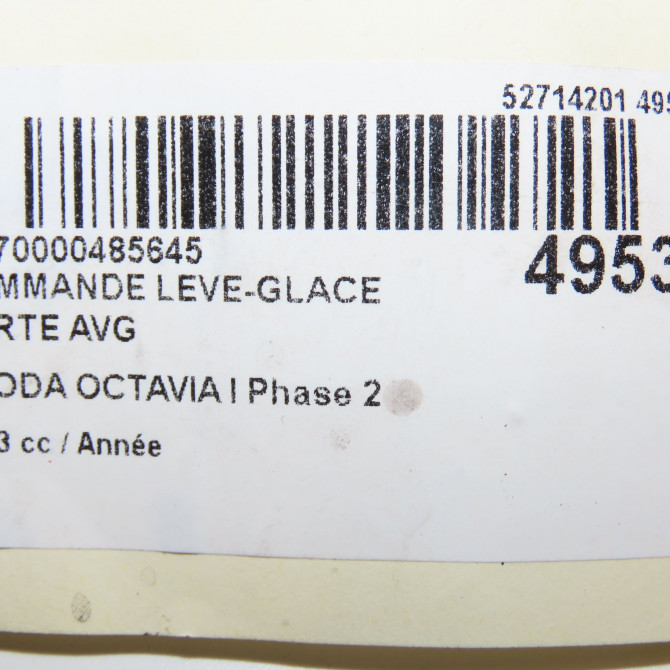 52714201 495
70000485645
4953
MMANDE LEVE-GLACE
RTE AVG
ODA OCTAVIA I Phase 2
3 cc / Année